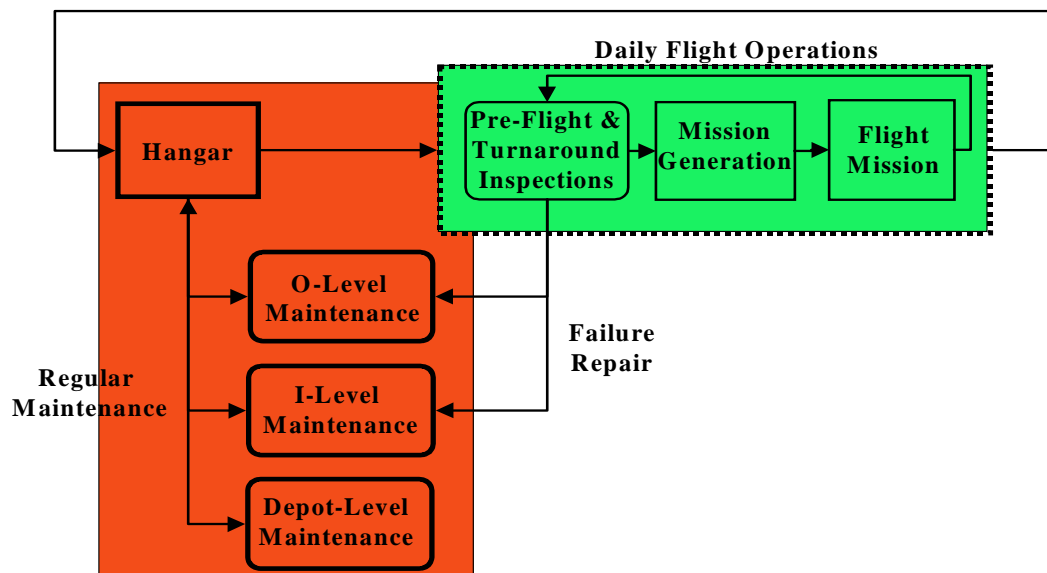 Daily Flight Operations
Hangar
Pre-Flight &
Turnaround
Inspections
Mission
Generation
Flight
Mission
O-Level
Maintenance
Failure
Repair
Regular
Maintenance
I-Level
Maintenance
Depot-Level
Maintenance